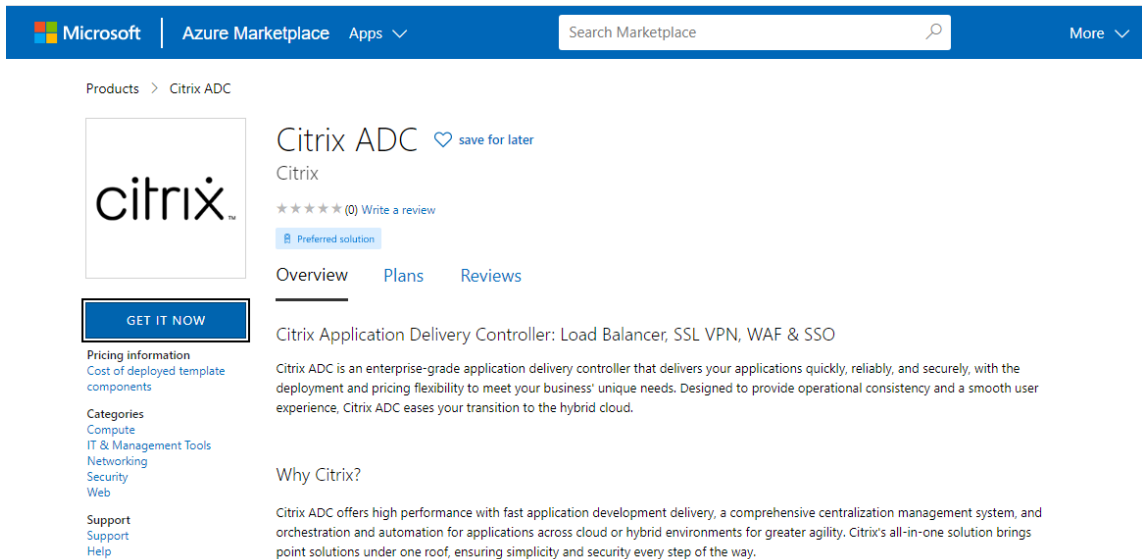 Microsoft Azure Marketplace Apps Search Marketplace More
Products > Citrix ADC
citrix™
Citrix ADC save for later
Citrix
(0) Write a review
Preferred solution
Overview Plans Reviews
GET IT NOW
Pricing information
Cost of deployed template
components
Categories
Compute
IT & Management Tools
Networking
Security
Web
Support
Support
Help
Citrix Application Delivery Controller: Load Balancer, SSL VPN, WAF & SSO
Citrix ADC is an enterprise-grade application delivery controller that delivers your applications quickly, reliably, and securely, with the
deployment and pricing flexibility to meet your business' unique needs. Designed to provide operational consistency and a smooth user
experience, Citrix ADC eases your transition to the hybrid cloud.
Why Citrix?
Citrix ADC offers high performance with fast application development delivery, a comprehensive centralization management system, and
orchestration and automation for applications across cloud or hybrid environments for greater agility. Citrix's all-in-one solution brings
point solutions under one roof, ensuring simplicity and security every step of the way.